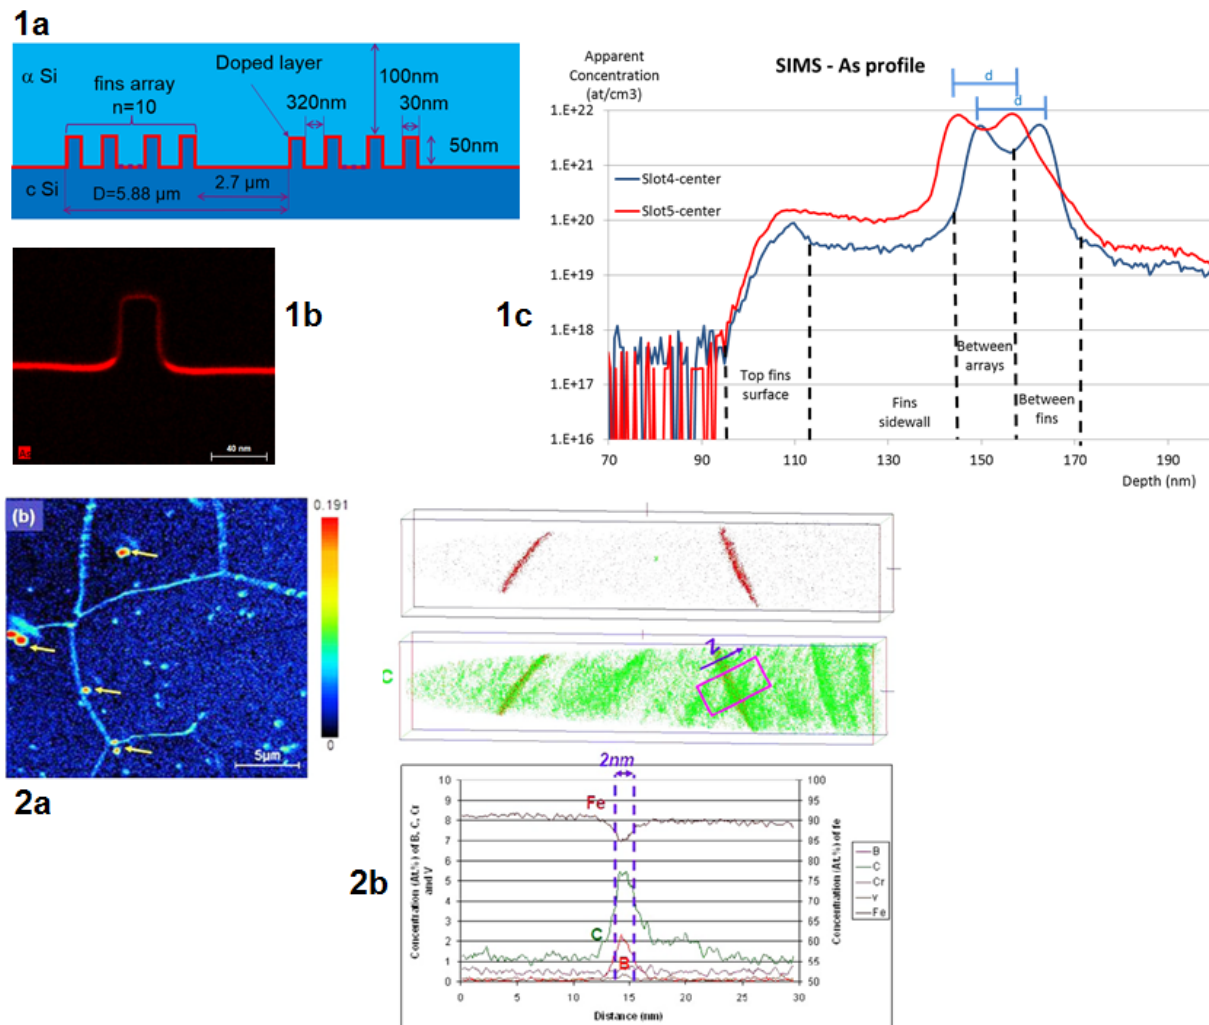 1a
α Si
fins array
n=10
Doped layer
100nm
320nm
30nm
50nm
c Si
2.7 µm
D=5.88 µm
1b
As
40 nm
1c
Apparent
Concentration
(at/cm3)
SIMS - As profile
d
d
1.E+22
1.E+21
1.E+20
1.E+19
1.E+18
1.E+17
1.E+16
Slot4-center
Slot5-center
Top fins
surface
Fins
sidewall
Between
arrays
Between
fins
70
90
110
130
150
170
190
Depth (nm)
(b)
0.191
0
5µm
2a
C
Z
2nm
2b
Concentration (At.%) of B, C, Cr
and V
10
9
8
7
6
5
4
3
2
1
0
Fe
C
B
100
95
90
85
80
75
70
65
60
55
50
Concentration (At.%) of fe
B
C
Cr
v
Fe
0
5
10
15
20
25
30
Distance (nm)